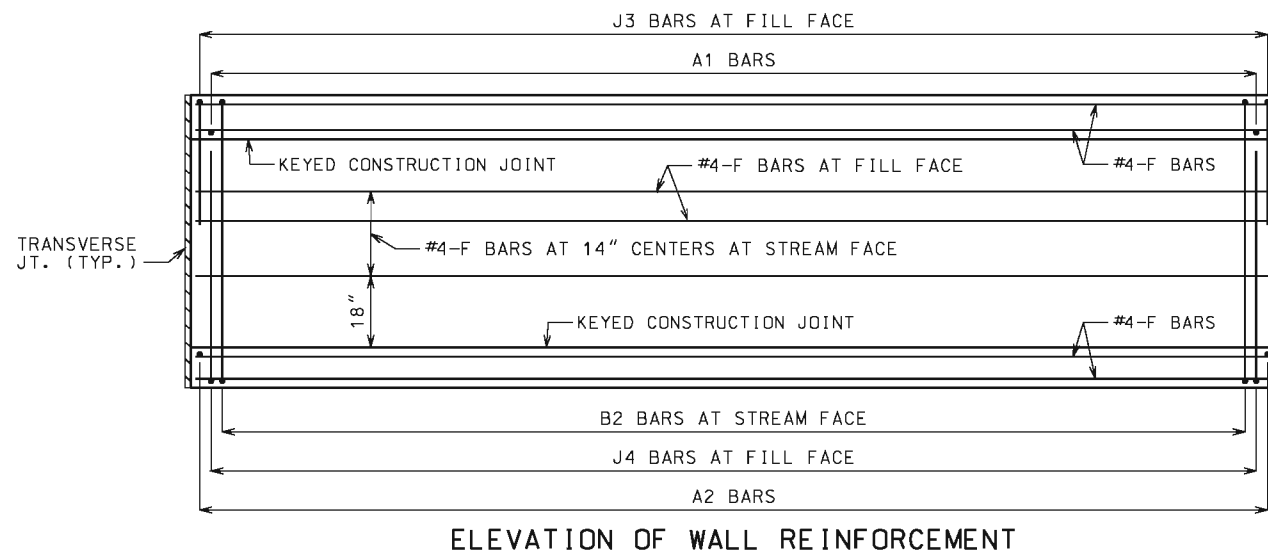 J3 BARS AT FILL FACE
A1 BARS
KEYED CONSTRUCTION JOINT
#4-F BARS AT FILL FACE
#4-F BARS
TRANSVERSE
JT. (TYP.)
#4-F BARS AT 14" CENTERS AT STREAM FACE
18"
KEYED CONSTRUCTION JOINT
#4-F BARS
B2 BARS AT STREAM FACE
J4 BARS AT FILL FACE
A2 BARS
ELEVATION OF WALL REINFORCEMENT